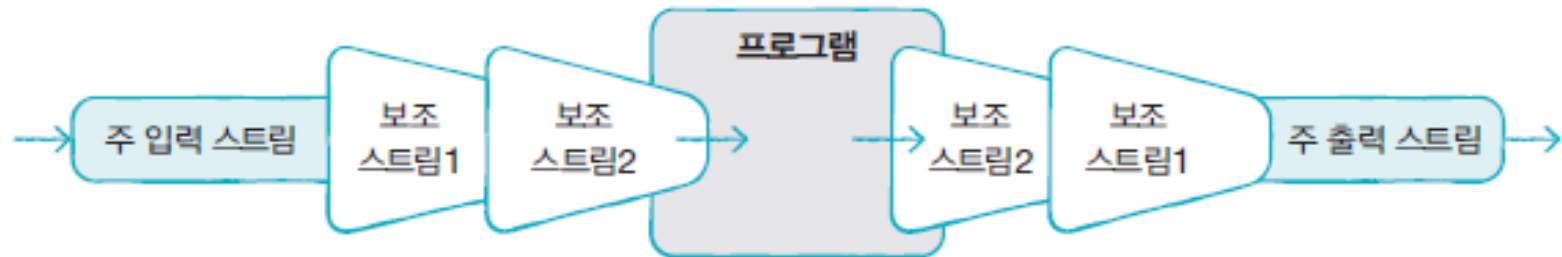 프로그램
주 입력 스트림
보조
스트림1
보조
스트림2
보조
스트림2
보조
스트림1
주 출력 스트림